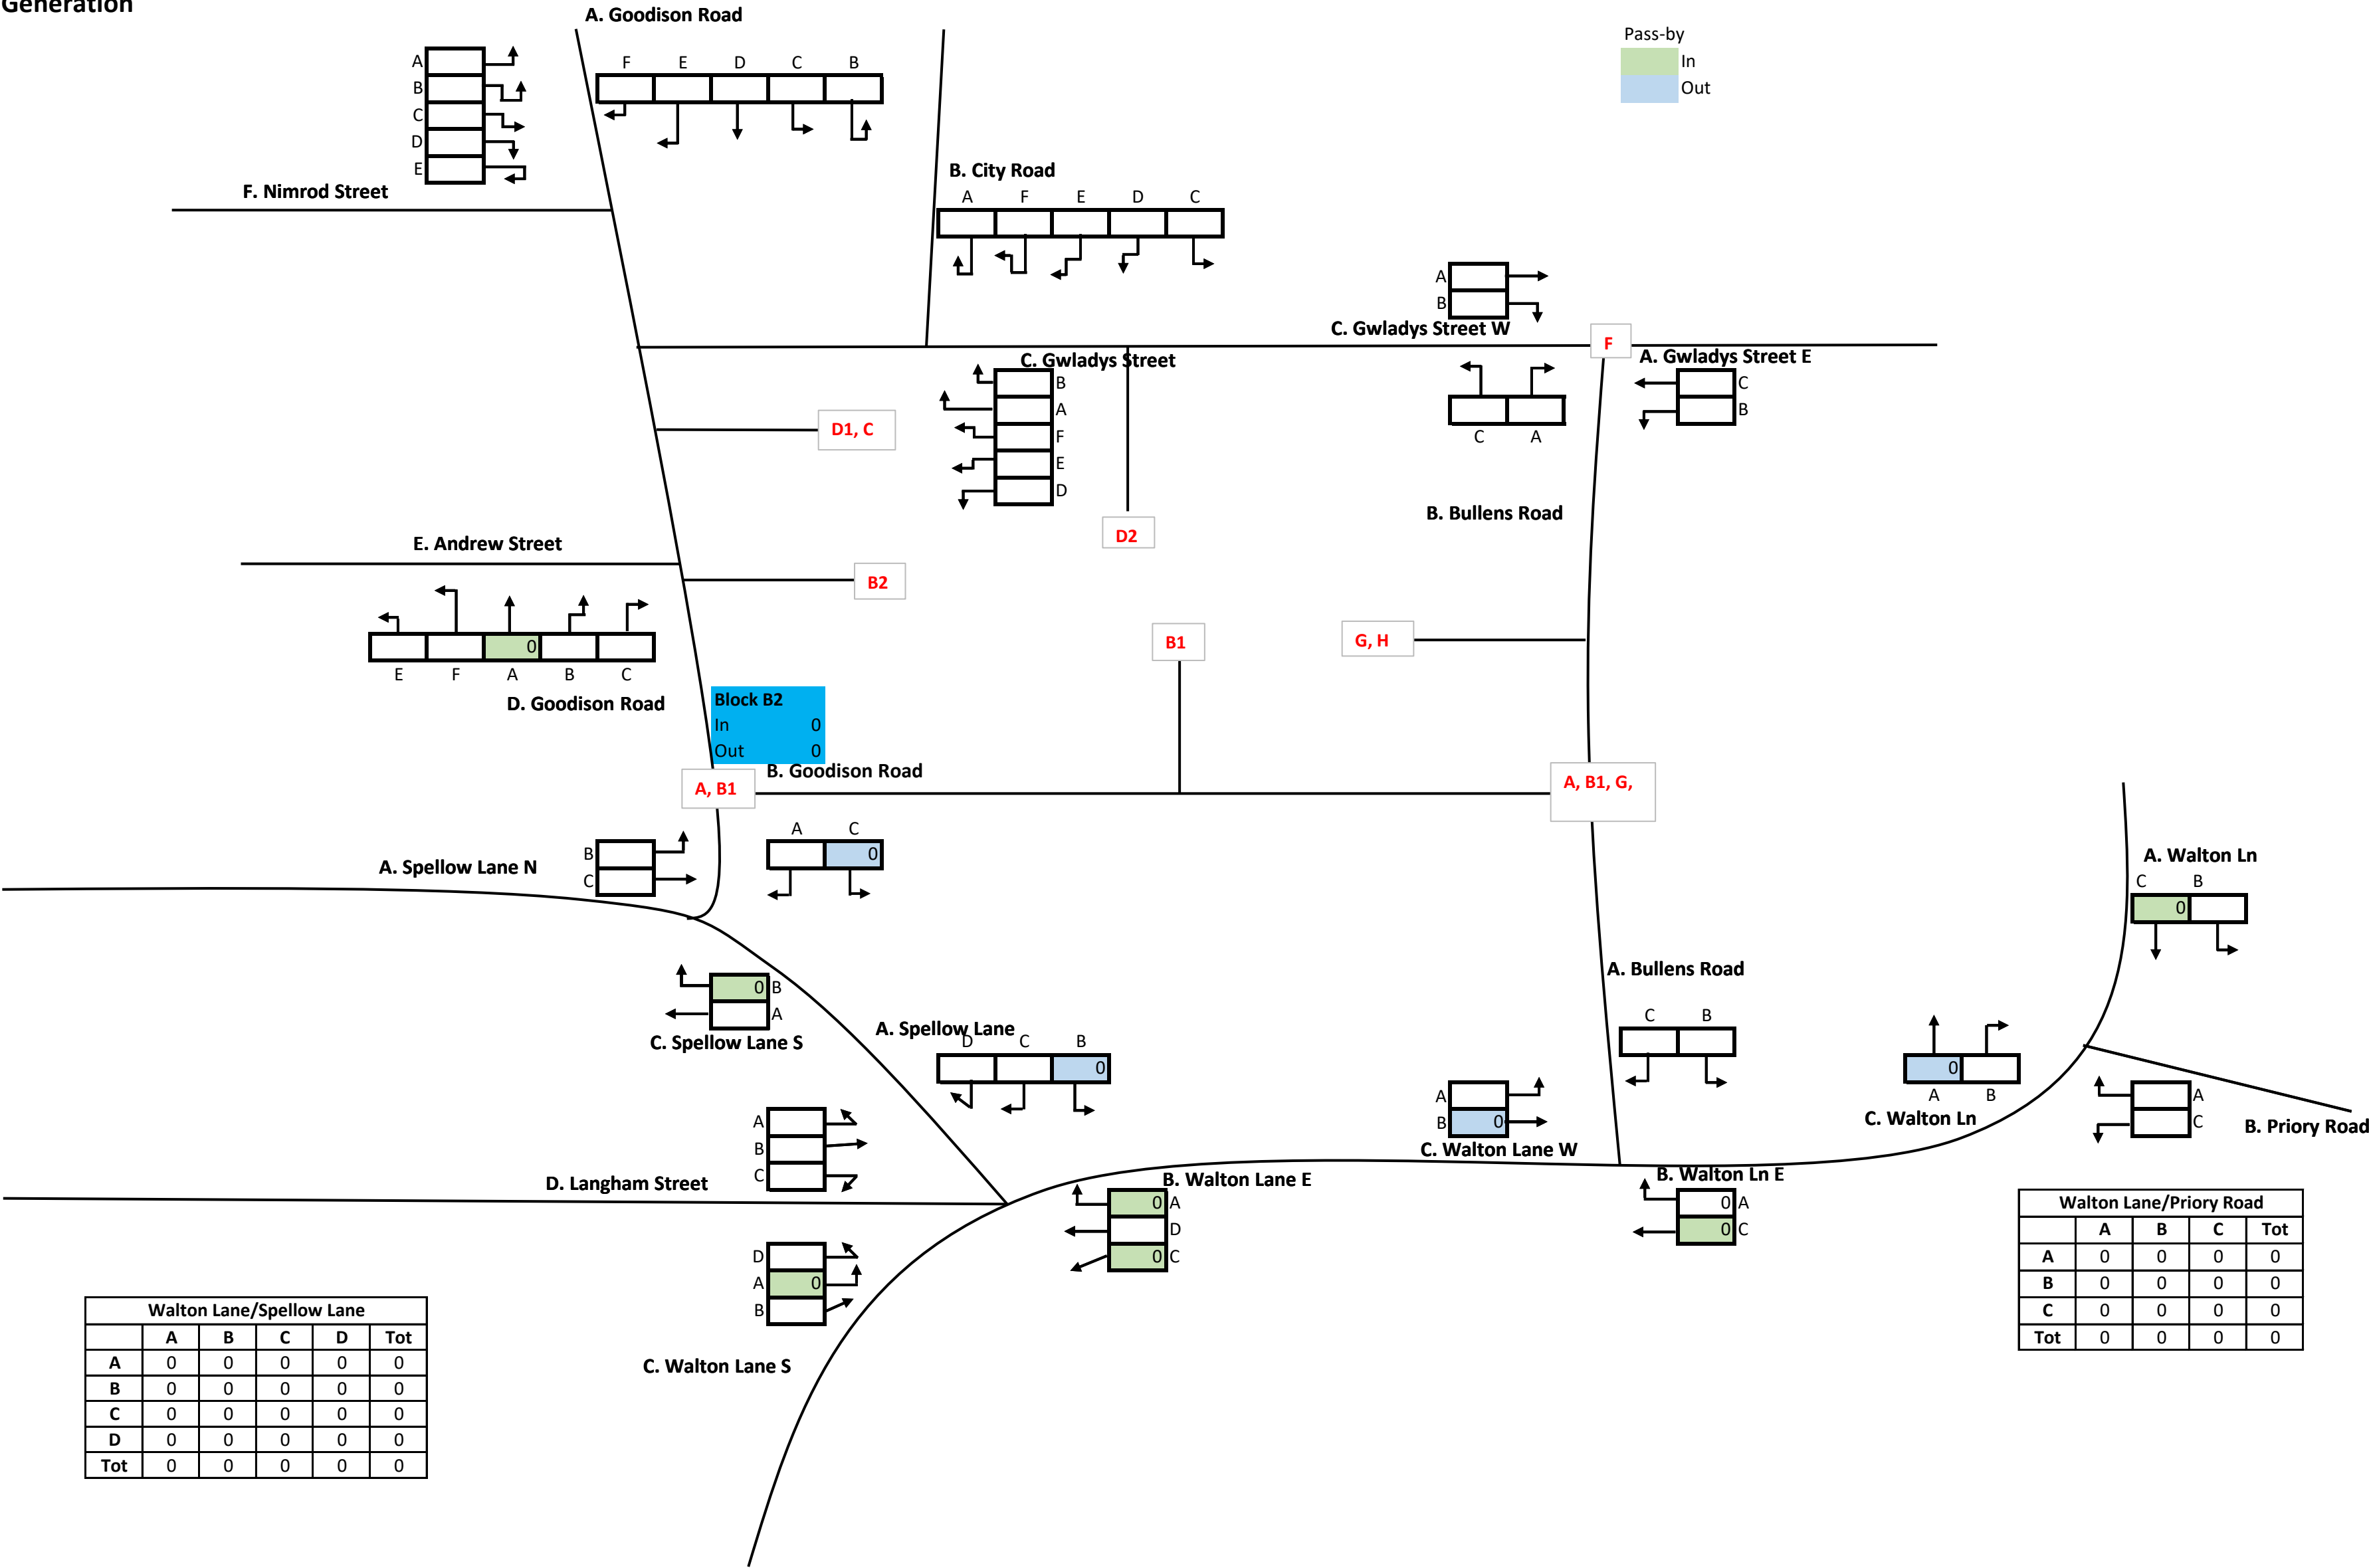 Generation
A. Goodison Road
Pass-by
In
Out
F E D C B
A
B
C
D
E
F. Nimrod Street
B. City Road
A F E D C
A
B
C. Gwladys Street W
F
A. Gwladys Street E
C
B
C A
C. Gwladys Street
B
A
F
E
D
D1, C
D2
B. Bullens Road
E. Andrew Street
B2
0
E F A B C
D. Goodison Road
B1
G, H
Block B2
In 0
Out 0
B. Goodison Road
A, B1
A, B1, G,
A. Spellow Lane N
B
C
A C
0
A. Walton Ln
C B
0
0 B
A
C. Spellow Lane S
A. Spellow Lane
D C B
0
A. Bullens Road
C B
0
A B
C. Walton Ln
A
C
B. Priory Road
A
B 0
C. Walton Lane W
A
B
C
D. Langham Street
B. Walton Lane E
0 A
D
0 C
B. Walton Ln E
0 A
0 C
D
A 0
B
C. Walton Lane S
Walton Lane/Priory Road
A B C Tot
A 0 0 0 0
B 0 0 0 0
C 0 0 0 0
Tot 0 0 0 0
Walton Lane/Spellow Lane
A B C D Tot
A 0 0 0 0 0
B 0 0 0 0 0
C 0 0 0 0 0
D 0 0 0 0 0
Tot 0 0 0 0 0